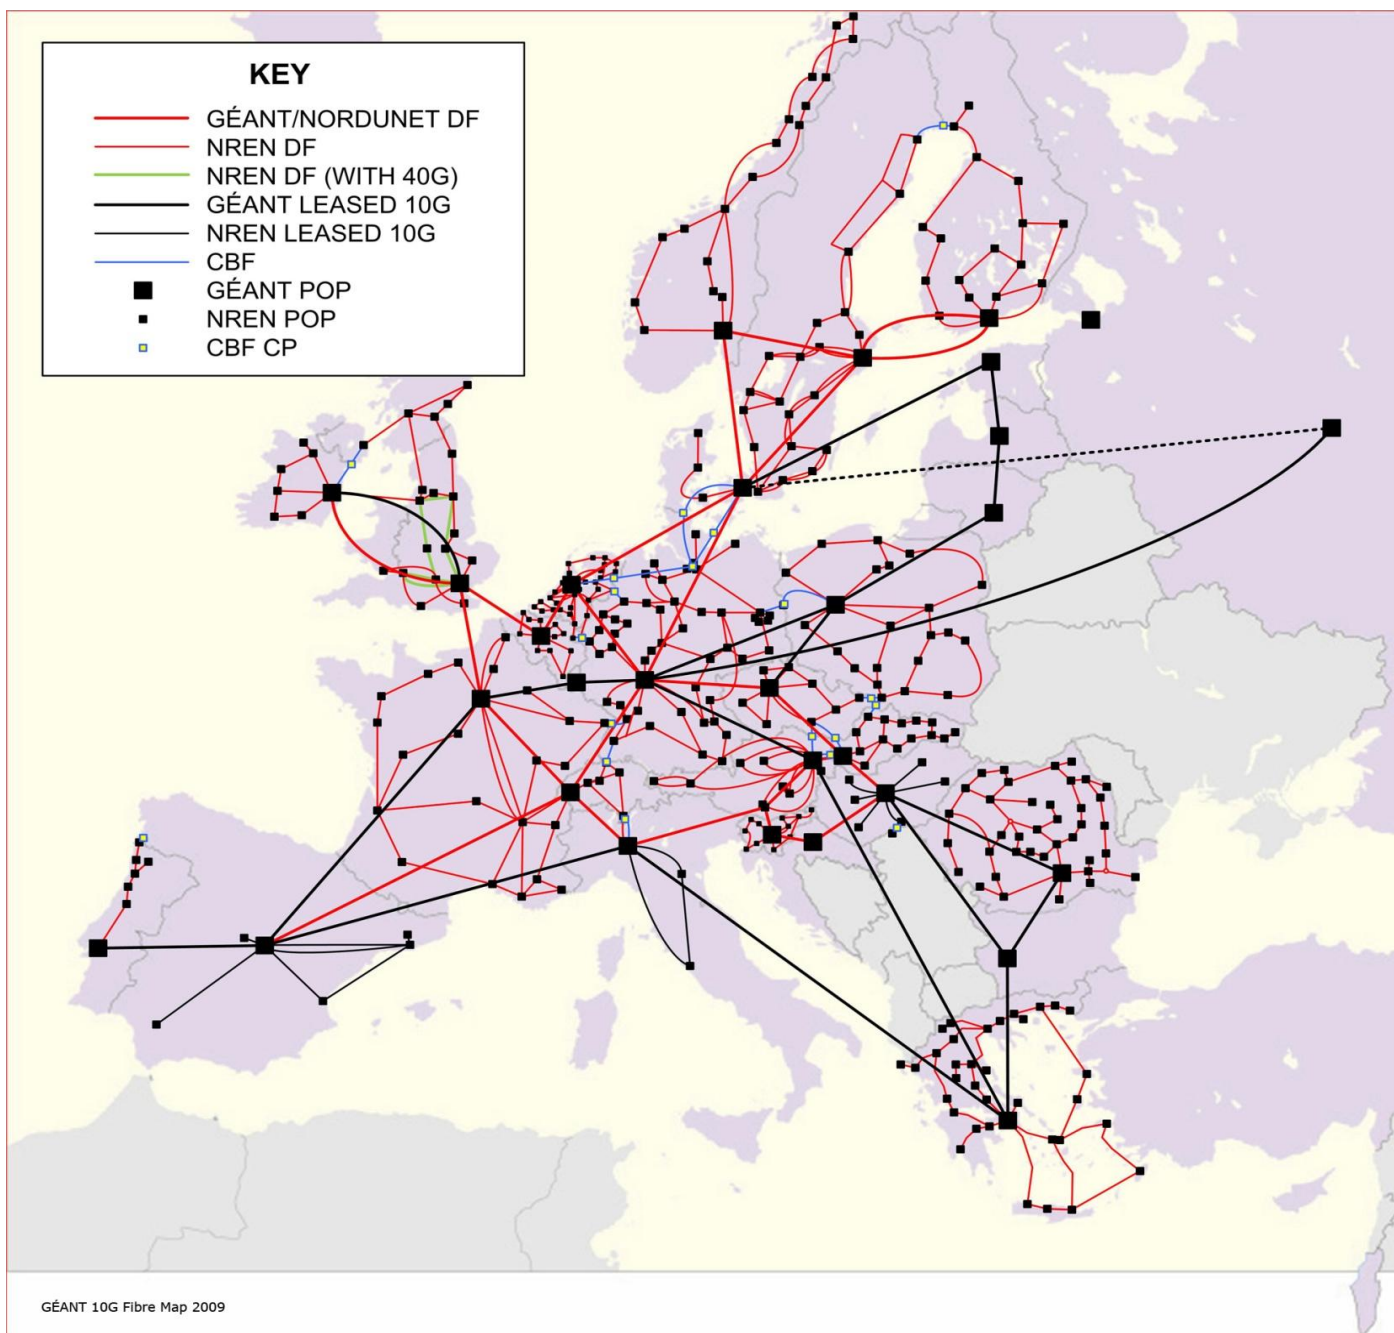 KEY
GÉANT/NORDUNET DF
NREN DF
NREN DF (WITH 40G)
GÉANT LEASED 10G
NREN LEASED 10G
CBF
GÉANT POP
NREN POP
CBF CP
GÉANT 10G Fibre Map 2009